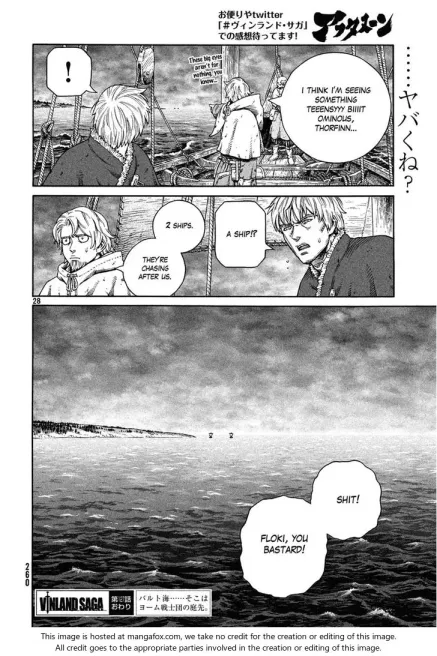 お便りやtwitter
「#ヴィンランド・サガ」
での感想待ってます!
アフタヌーン
……ヤバくね?
!
These big eyes
aren't for
nothing, you
know...
I THINK I'M SEEING
SOMETHING
TEEENSYYY BIIIIT
OMINOUS,
THORFINN...
A SHIP!?
2 SHIPS.
THEY'RE
CHASING
AFTER US.
28
SHIT!
FLOKI, YOU
BASTARD!
260
VINLAND SAGA
おわり
バルト海……そこは
ヨーム戦士団の庭先。
This image is hosted at mangafox.com, we take no credit for the creation or editing of this image.
All credit goes to the appropriate parties involved in the creation or editing of this image.